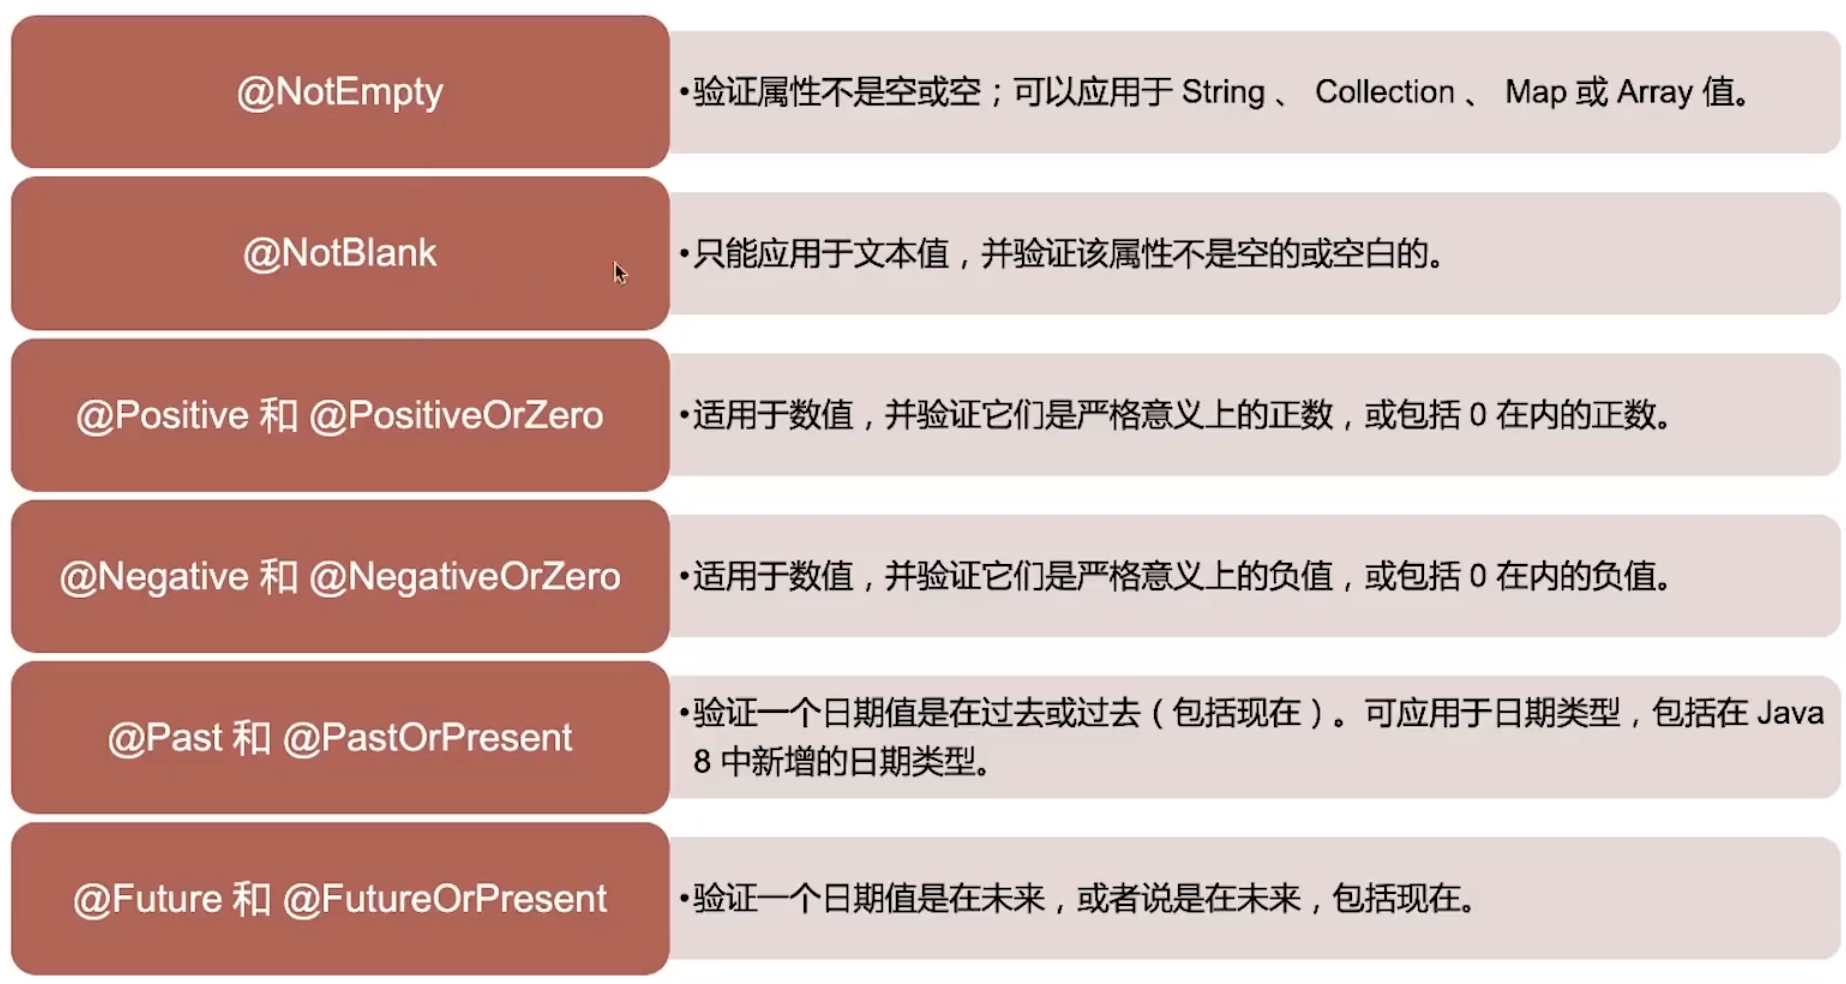 @NotEmpty
•验证属性不是空或空；可以应用于 String 、 Collection 、 Map 或 Array 值。
@NotBlank
•只能应用于文本值，并验证该属性不是空的或空白的。
@Positive 和 @PositiveOrZero
•适用于数值，并验证它们是严格意义上的正数，或包括 0 在内的正数。
@Negative 和 @NegativeOrZero
•适用于数值，并验证它们是严格意义上的负值，或包括 0 在内的负值。
@Past 和 @PastOrPresent
•验证一个日期值是在过去或过去（包括现在）。可应用于日期类型，包括在 Java
8 中新增的日期类型。
@Future 和 @FutureOrPresent
•验证一个日期值是在未来，或者说是在未来，包括现在。